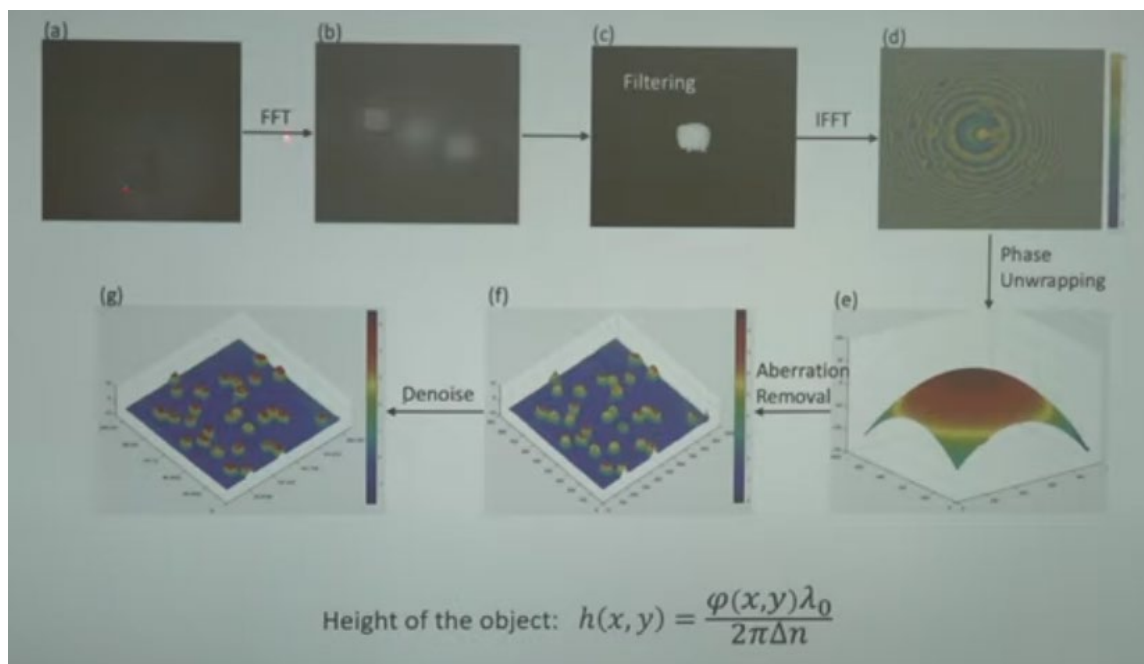 (a)
(b)
(c)
(d)
FFT
Filtering
IFFT
Phase
Unwrapping
(g)
(f)
(e)
Denoise
Aberration
Removal
Height of the object: h(x, y) = φ(x,y)λ₀ / 2πΔn